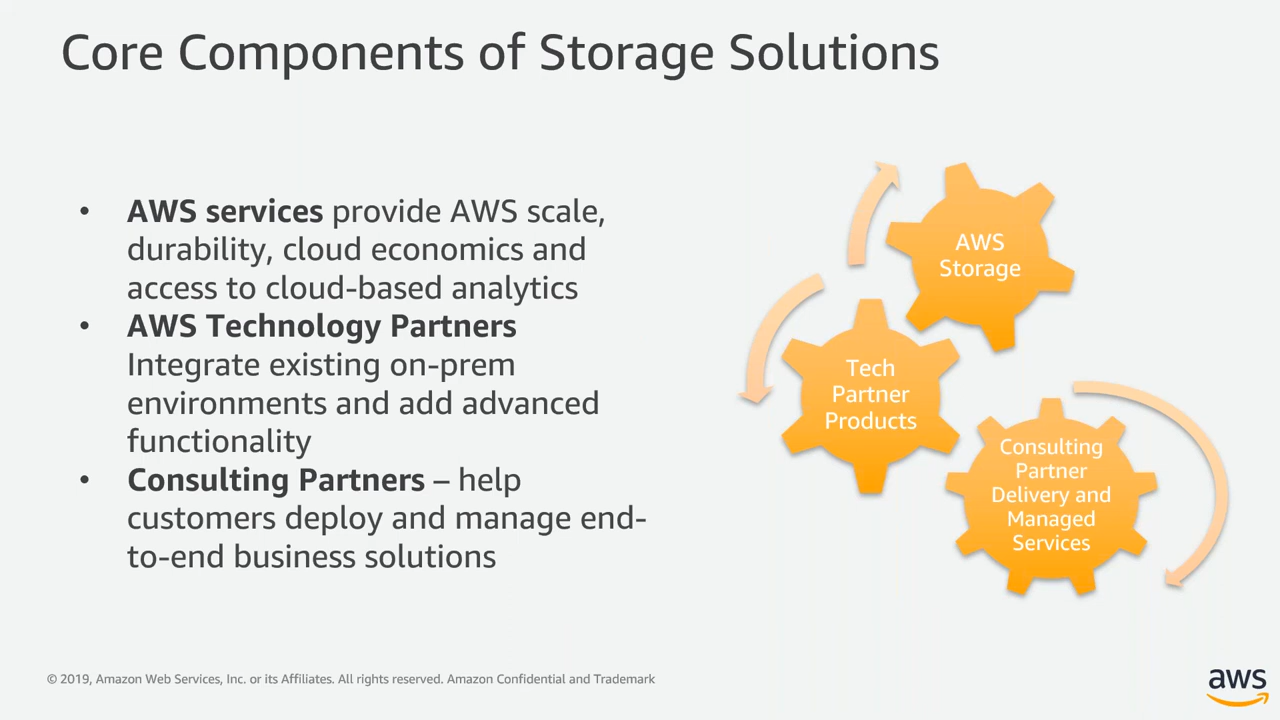 Core Components of Storage Solutions
• AWS services provide AWS scale,
durability, cloud economics and
access to cloud-based analytics
• AWS Technology Partners
Integrate existing on-prem
environments and add advanced
functionality
• Consulting Partners – help
customers deploy and manage end-
to-end business solutions
AWS
Storage
Tech
Partner
Products
Consulting
Partner
Delivery and
Managed
Services
© 2019, Amazon Web Services, Inc. or its Affiliates. All rights reserved. Amazon Confidential and Trademark
aws